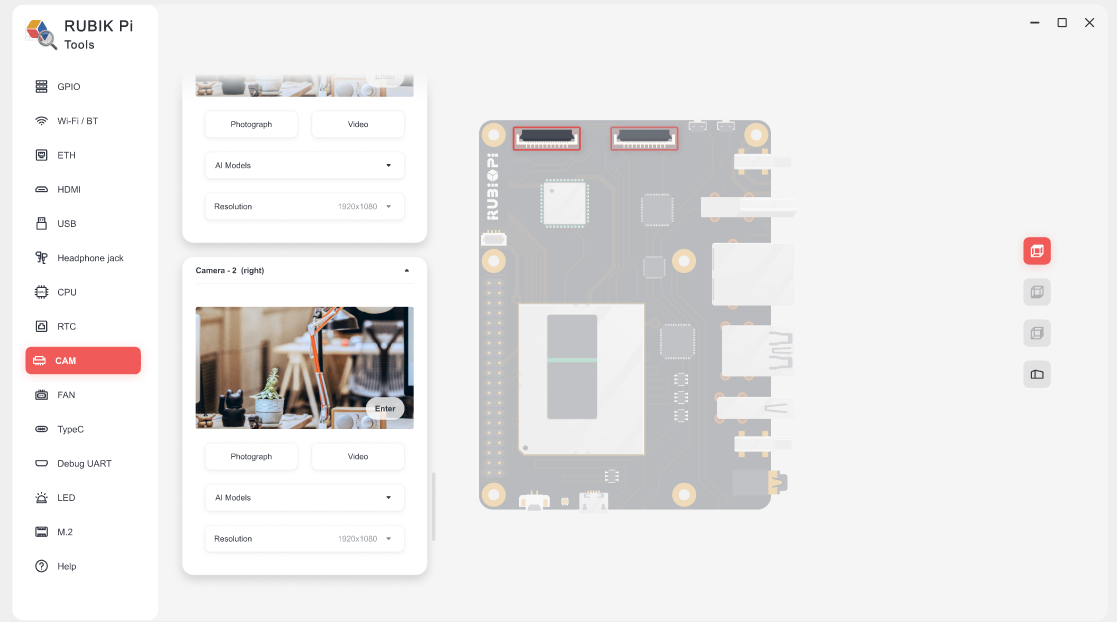 RUBIK Pi
Tools
GPIO
Wi-Fi / BT
ETH
HDMI
USB
Headphone jack
CPU
RTC
CAM
FAN
TypeC
Debug UART
LED
M.2
Help
Photograph
Video
AI Models
Resolution
1920x1080
Camera - 2 (right)
Enter
Photograph
Video
AI Models
Resolution
1920x1080
RUBIKPi